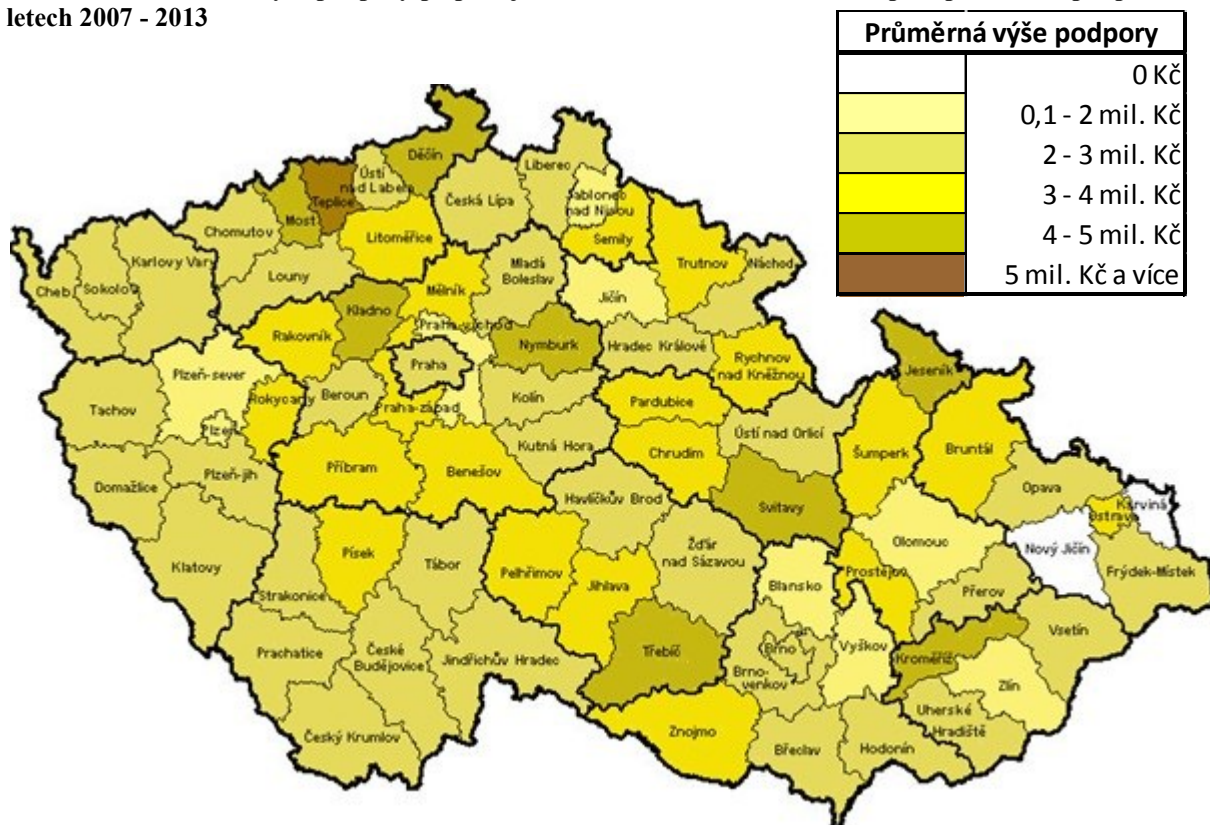 letech 2007 - 2013
Průměrná výše podpory
0 Kč
0,1 - 2 mil. Kč
2 - 3 mil. Kč
3 - 4 mil. Kč
4 - 5 mil. Kč
5 mil. Kč a více
Děčín
Liberec
Ústí
nad Labem
Teplice
Most
Česká Lípa
Jablonec
nad Nisou
Semily
Chomutov
Litoměřice
Trutnov
Náchod
Karlovy Vary
Cheb
Sokolov
Louny
Mladá
Boleslav
Jičín
Mělník
Kladno
Rakovník
Praha-východ
Nymburk
Hradec Králové
Rychnov
nad Kněžnou
Jeseník
Praha
Plzeň-sever
Rokycany
Beroun
Praha-západ
Kolín
Pardubice
Tachov
Plzeň
Kutná Hora
Chrudim
Ústí nad Orlicí
Šumperk
Bruntál
Příbram
Benešov
Plzeň-jih
Domažlice
Havlíčkův Brod
Svitavy
Opava
Karviná
Ostrava
Olomouc
Nový Jičín
Frýdek-Místek
Klatovy
Písek
Tábor
Pelhřimov
Jihlava
Žďár
nad Sázavou
Blansko
Prostějov
Přerov
Strakonice
Vsetín
Prachatice
České
Budějovice
Jindřichův Hradec
Třebíč
Brno
Brno-
venkov
Vyškov
Kroměříž
Zlín
Uherské
Hradiště
Český Krumlov
Znojmo
Břeclav
Hodonín